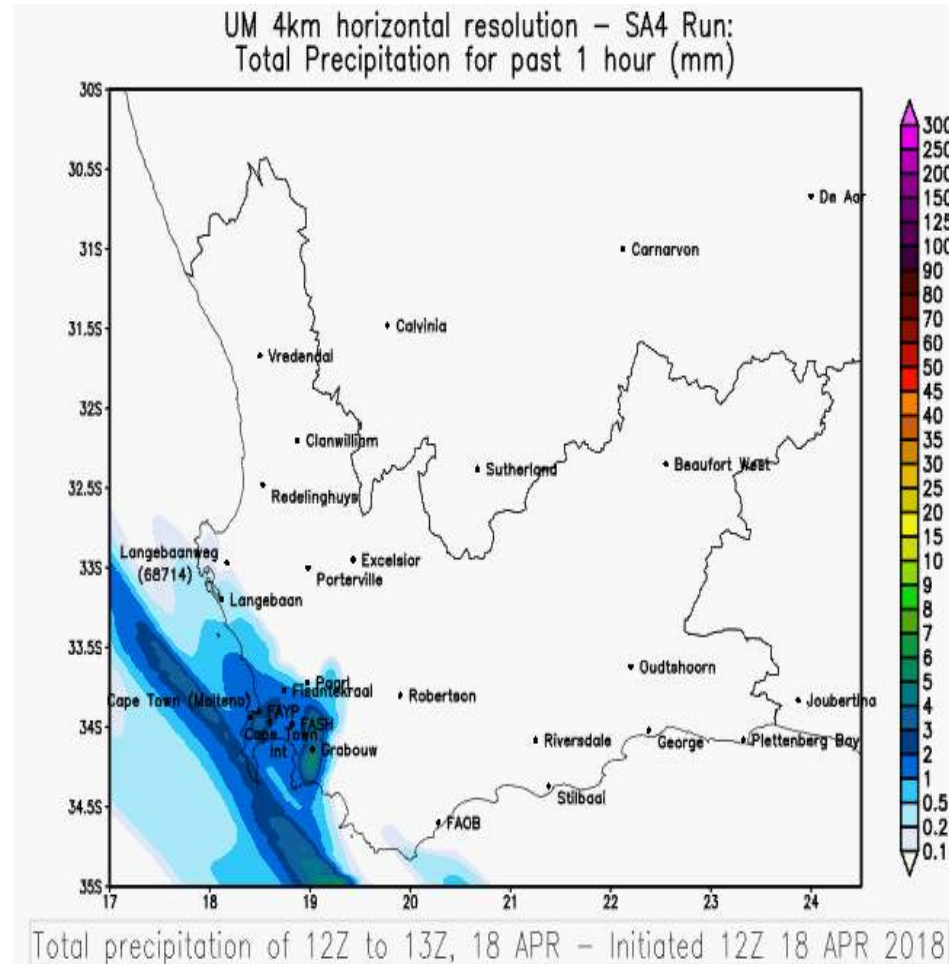 UM 4km horizontal resolution – SA4 Run:
Total Precipitation for past 1 hour (mm)
30S
30.5S
31S
31.5S
32S
32.5S
33S
33.5S
34S
34.5S
35S
De Aar
Carnarvon
Calvinia
Vredendal
Clanwilliam
Sutherland
Beaufort West
Redelinghuys
Langebaanweg
(68714)
Excelsior
Porterville
Langebaan
Oudtshoorn
Paarl
Fisantekraal
Cape Town (Molteno)
Robertson
Joubertina
FAYP
FASH
Cape Town
Int
Grabouw
Riversdale
George
Plettenberg Bay
Stilbaai
FAOB
17
18
19
20
21
22
23
24
300
250
200
150
125
100
90
80
70
60
50
45
40
35
30
25
20
15
10
9
8
7
6
5
4
3
2
1
0.5
0.2
0.1
Total precipitation of 12Z to 13Z, 18 APR – Initiated 12Z 18 APR 2018